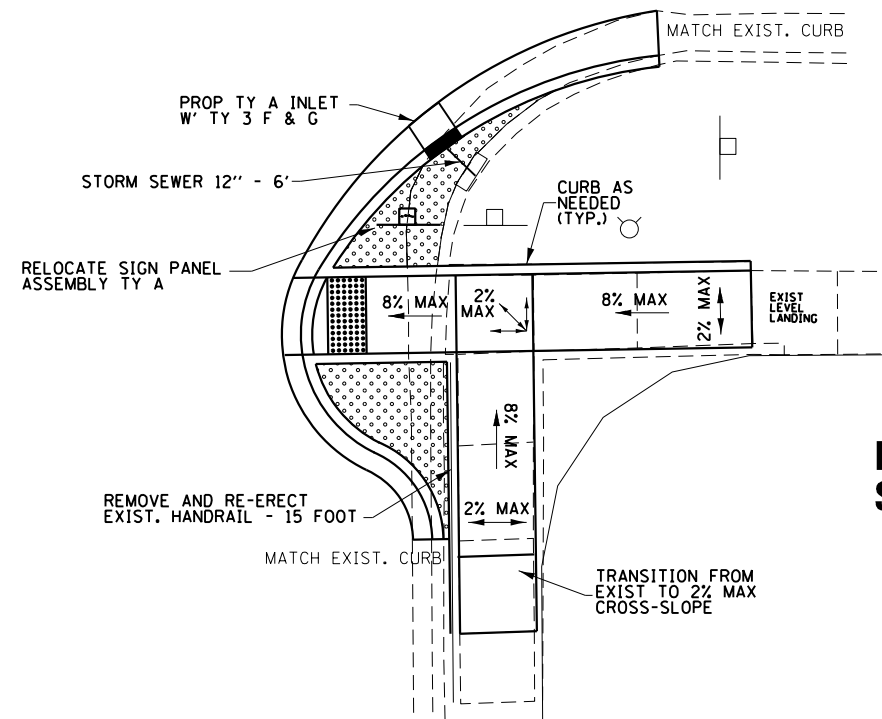 MATCH EXIST. CURB
PROP TY A INLET
W' TY 3 F & G
STORM SEWER 12'' - 6'
CURB AS
NEEDED
(TYP.)
RELOCATE SIGN PANEL
ASSEMBLY TY A
8% MAX
2%
MAX
8% MAX
2% MAX
EXIST
LEVEL
LANDING
8% MAX
2% MAX
REMOVE AND RE-ERECT
EXIST. HANDRAIL - 15 FOOT
MATCH EXIST. CURB
TRANSITION FROM
EXIST TO 2% MAX
CROSS-SLOPE